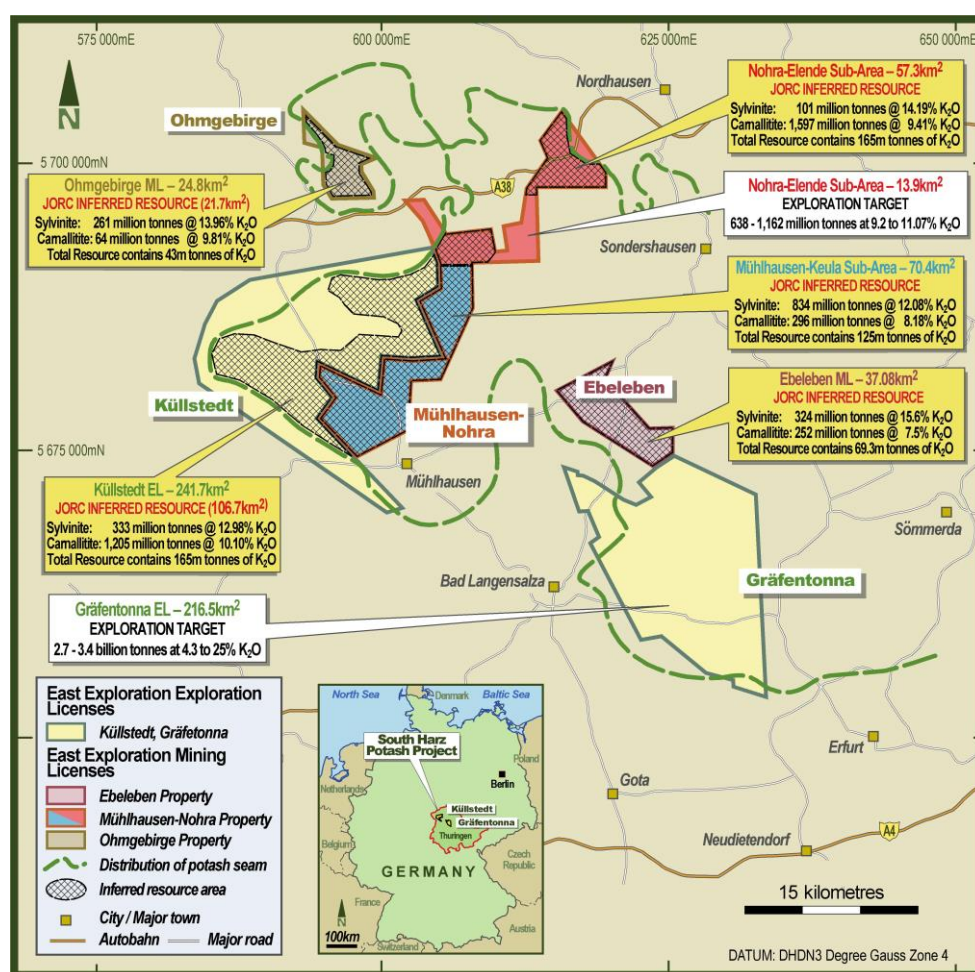 575 000mE
600 000mE
625 000mE
650 000mE
N
5 700 000mN
5 675 000mN
Ohmgebirge
Nordhausen
A38
Sondershausen
Nohra-Elende Sub-Area – 57.3km²
JORC INFERRED RESOURCE
Sylvinite: 101 million tonnes @ 14.19% K₂O
Carnallitite: 1,597 million tonnes @ 9.41% K₂O
Total Resource contains 165m tonnes of K₂O
Ohmgebirge ML – 24.8km²
JORC INFERRED RESOURCE (21.7km²)
Sylvinite: 261 million tonnes @ 13.96% K₂O
Carnallitite: 64 million tonnes @ 9.81% K₂O
Total Resource contains 43m tonnes of K₂O
Nohra-Elende Sub-Area – 13.9km²
EXPLORATION TARGET
638 - 1,162 million tonnes at 9.2 to 11.07% K₂O
Mühlhausen-Keula Sub-Area – 70.4km²
JORC INFERRED RESOURCE
Sylvinite: 834 million tonnes @ 12.08% K₂O
Carnallitite: 296 million tonnes @ 8.18% K₂O
Total Resource contains 125m tonnes of K₂O
Küllstedt
Mühlhausen-
Nohra
Ebeleben
Ebeleben ML – 37.08km²
JORC INFERRED RESOURCE
Sylvinite: 324 million tonnes @ 15.6% K₂O
Carnallitite: 252 million tonnes @ 7.5% K₂O
Total Resource contains 69.3m tonnes of K₂O
Mühlhausen
Küllstedt EL – 241.7km²
JORC INFERRED RESOURCE (106.7km²)
Sylvinite: 333 million tonnes @ 12.98% K₂O
Carnallitite: 1,205 million tonnes @ 10.10% K₂O
Total Resource contains 165m tonnes of K₂O
Sömmerda
Bad Langensalza
Gräfentonna
Gräfentonna EL – 216.5km²
EXPLORATION TARGET
2.7 - 3.4 billion tonnes at 4.3 to 25% K₂O
Erfurt
Gota
Neudietendorf
A4
East Exploration Exploration
Licenses
Küllstedt, Gräfetonna
East Exploration Mining
Licenses
Ebeleben Property
Mühlhausen-Nohra Property
Ohmgebirge Property
Distribution of potash seam
Inferred resource area
City / Major town
Autobahn
Major road
North Sea
Denmark
Baltic Sea
South Harz
Potash Project
Poland
Berlin
Netherlands
Küllstedt
Gräfentonna
Thuringen
Belgium
GERMANY
Czech
Republic
France
Austria
Switzerland
N
100km
15 kilometres
DATUM: DHDN3 Degree Gauss Zone 4